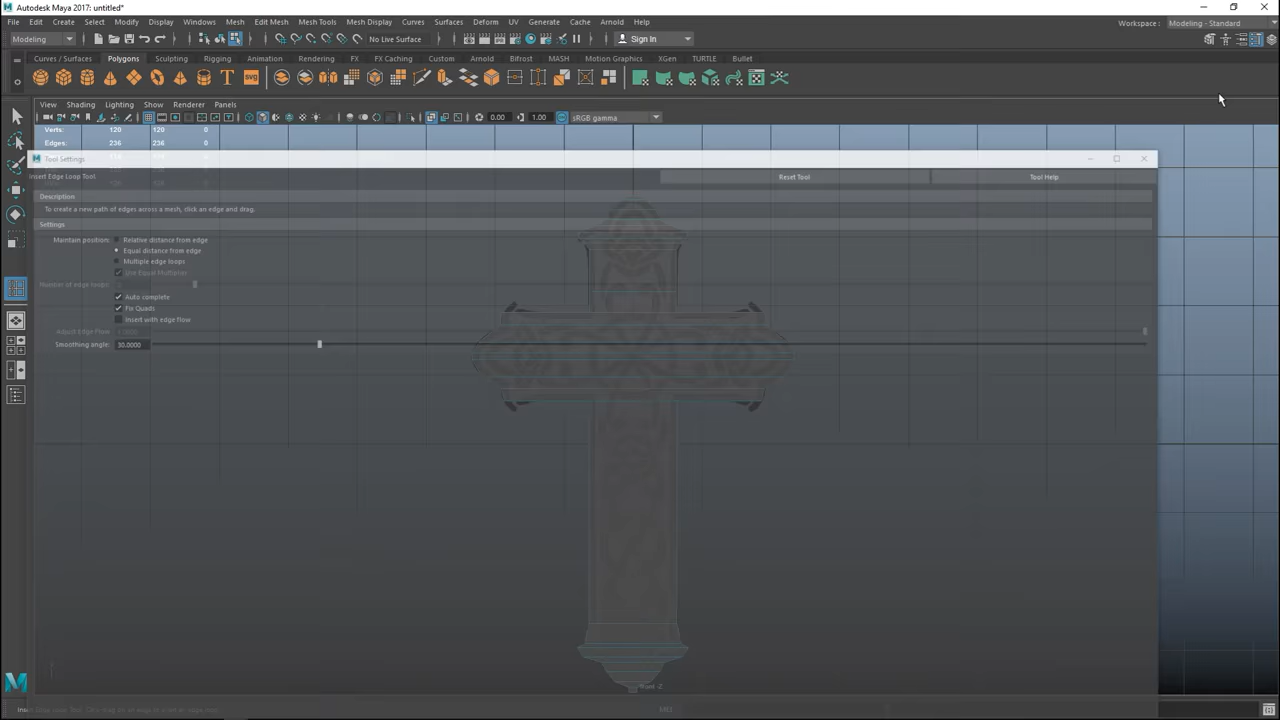 Autodesk Maya 2017: untitled*
File Edit Create Select Modify Display Windows Mesh Edit Mesh Mesh Tools Mesh Display Curves Surfaces Deform UV Generate Cache Arnold Help
Workspace: Modeling - Standard
Modeling No Live Surface Sign In
Curves / Surfaces Polygons Sculpting Rigging Animation Rendering FX FX Caching Custom Arnold Bifrost MASH Motion Graphics XGen TURTLE Bullet
T svg
View Shading Lighting Show Renderer Panels
0.00 1.00 sRGB gamma
Verts: 120 120 0
Edges: 236 236 0
Tool Settings
Insert Edge Loop Tool Reset Tool Tool Help
Description
To create a new path of edges across a mesh, click an edge and drag.
Settings
Maintain position: Relative distance from edge
Equal distance from edge
Multiple edge loops
Use Equal Multiplier
Number of edge loops:
Auto complete
Fix Quads
Insert with edge flow
Adjust Edge Flow
Smoothing angle: 30.0000
front -Z
MEL